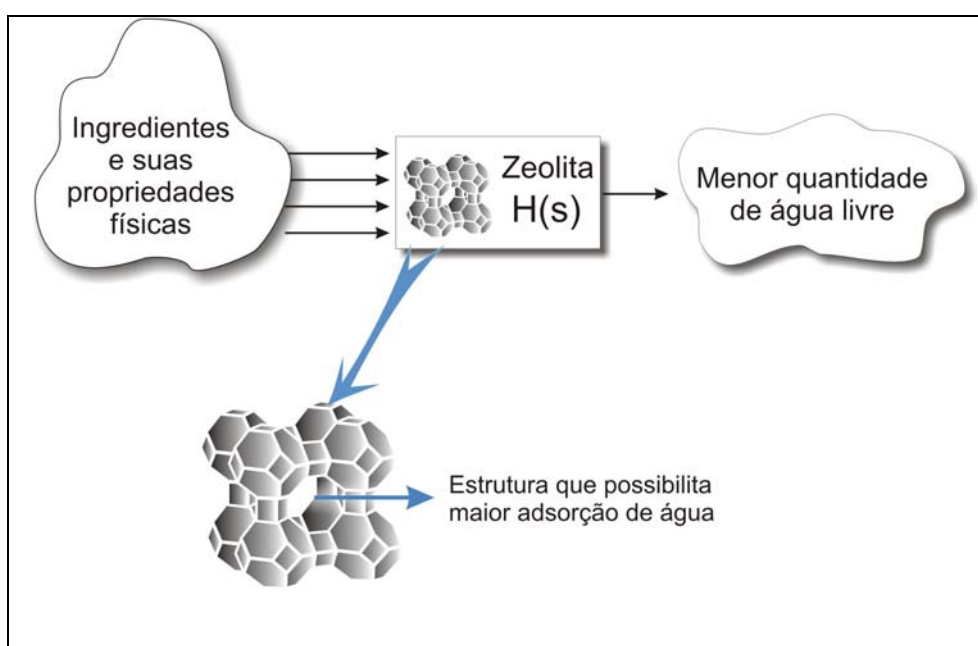 Ingredientes
e suas
propriedades
físicas
Zeolita
H(s)
Menor quantidade
de água livre
Estrutura que possibilita
maior adsorção de água